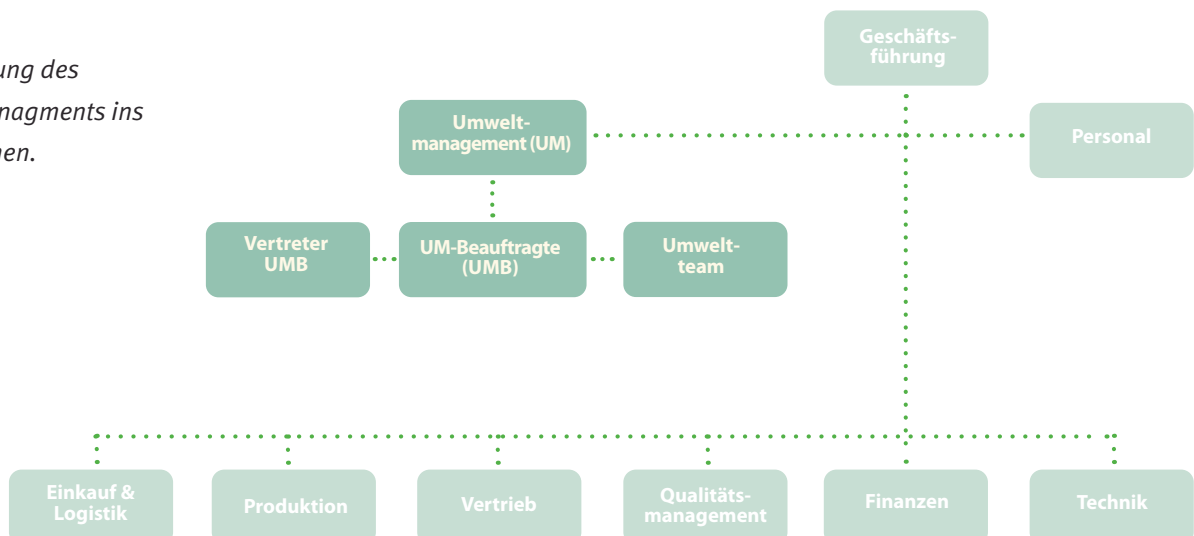 ung des
nagments ins
nen.
Geschäfts-
führung
Umwelt-
management (UM)
Personal
Vertreter
UMB
UM-Beauftragte
(UMB)
Umwelt-
team
Einkauf &
Logistik
Produktion
Vertrieb
Qualitäts-
management
Finanzen
Technik